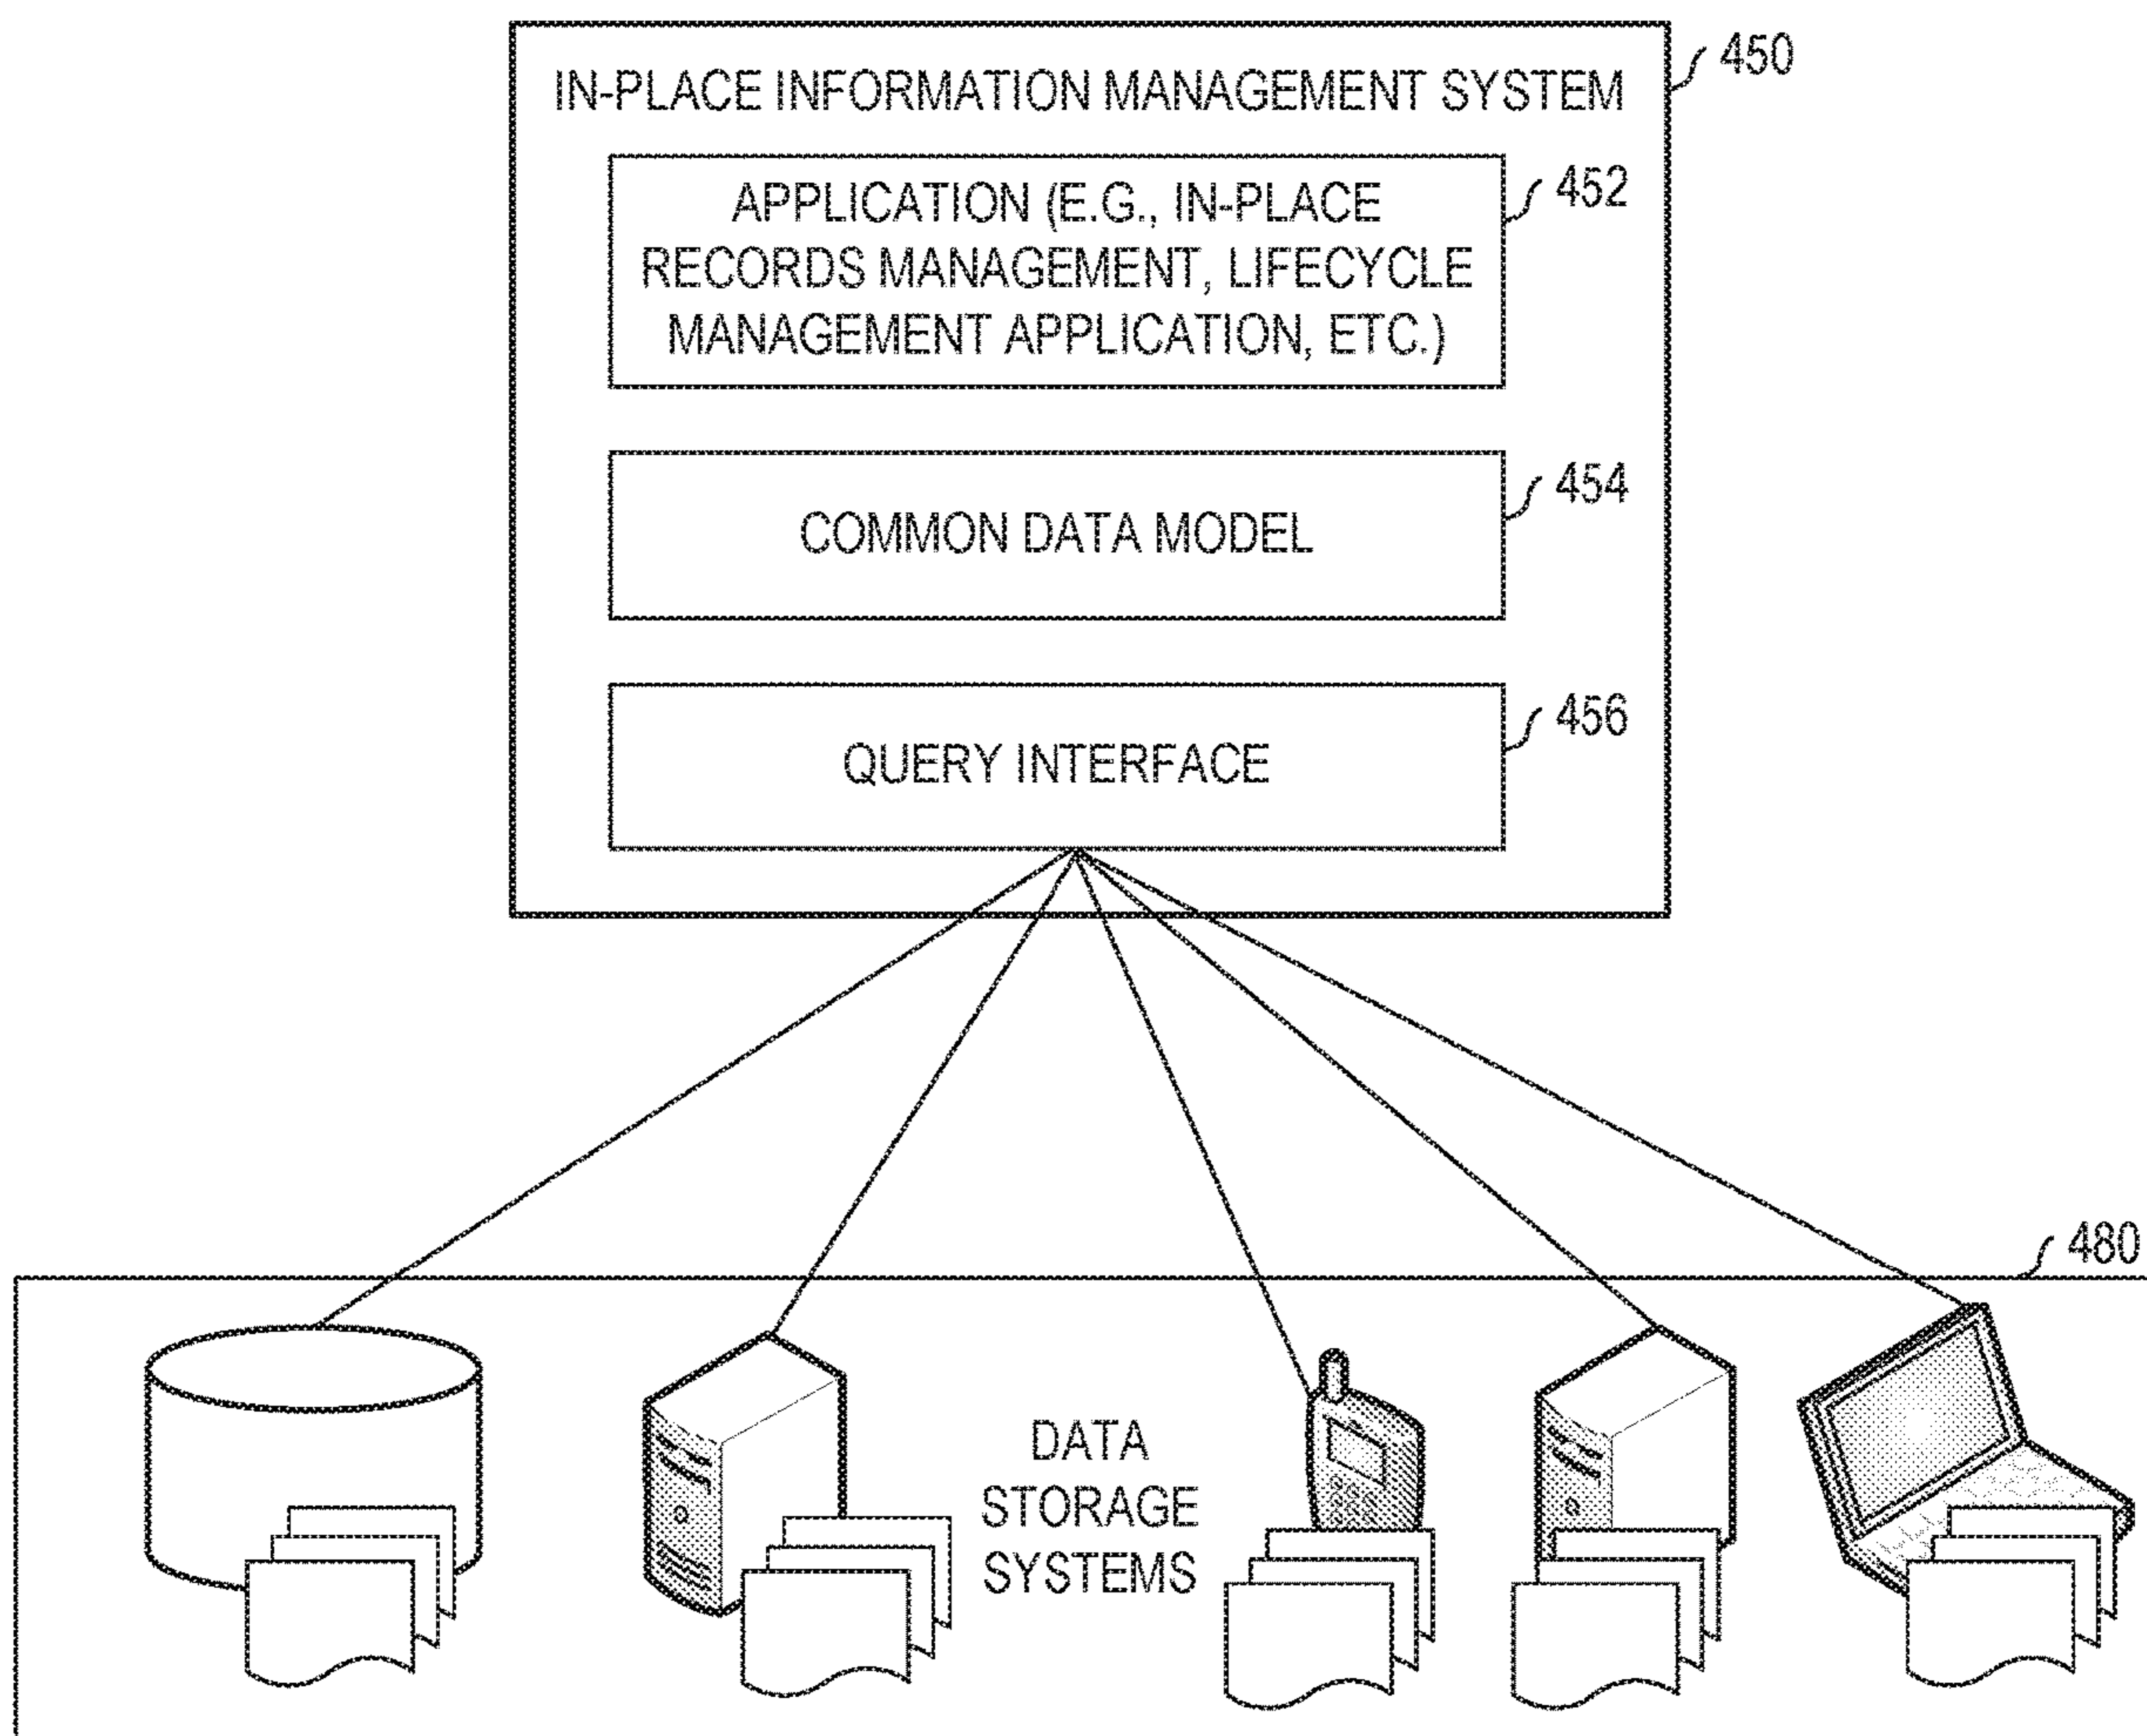 IN-PLACE INFORMATION MANAGEMENT SYSTEM
450
APPLICATION (E.G., IN-PLACE
RECORDS MANAGEMENT, LIFECYCLE
MANAGEMENT APPLICATION, ETC.)
452
COMMON DATA MODEL
454
QUERY INTERFACE
456
480
DATA
STORAGE
SYSTEMS